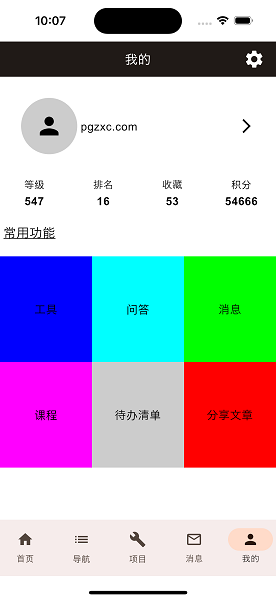 10:07
我的
pgzxc.com
等级 排名 收藏 积分
547 16 53 54666
常用功能
工单 问答 消息
课程 待办清单 分享文章
首页 导航 项目 消息 我的